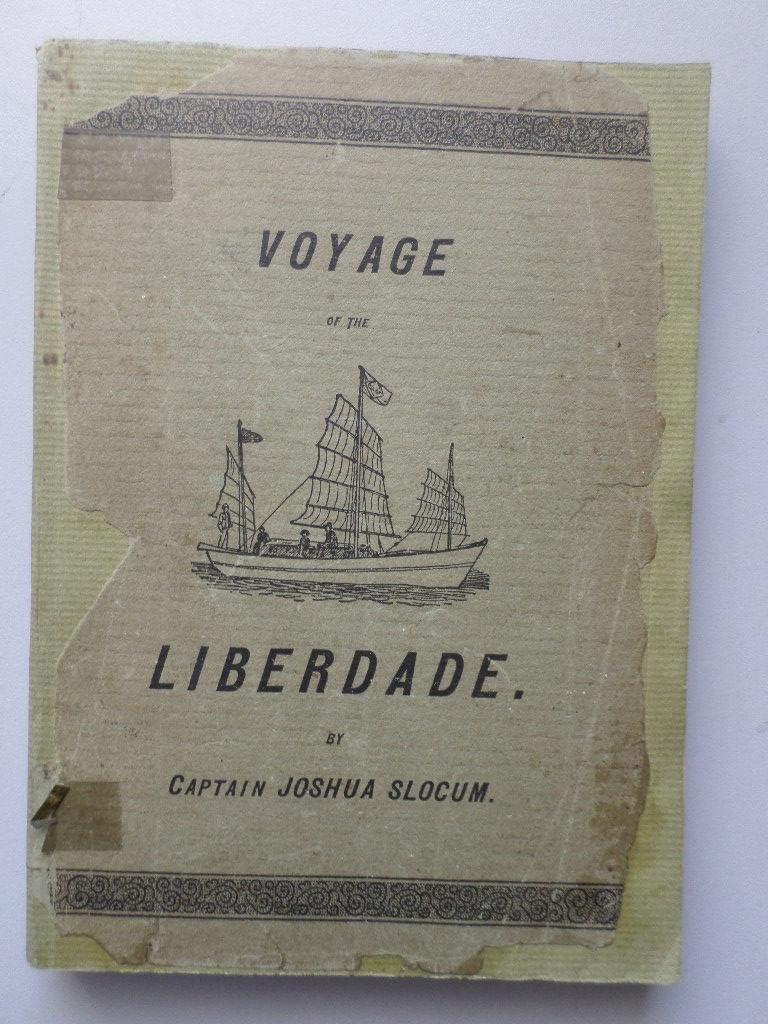 VOYAGE
OF THE
LIBERDADE.
BY
CAPTAIN JOSHUA SLOCUM.